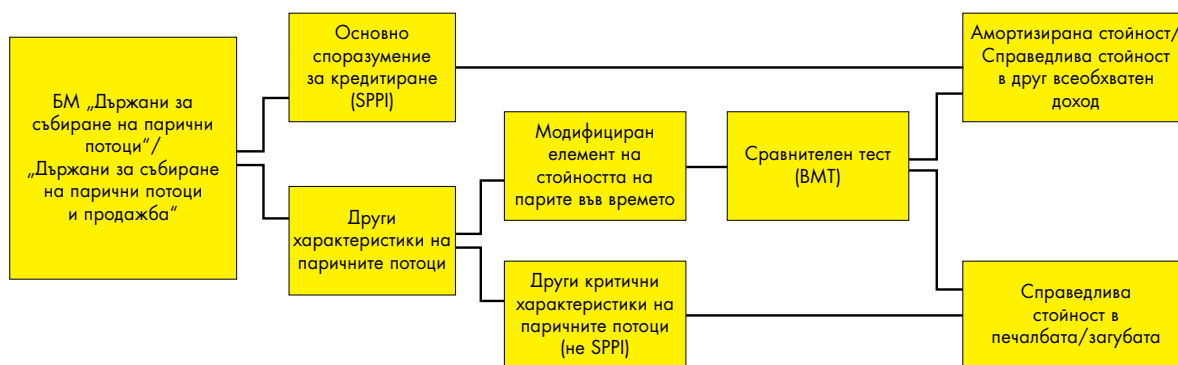 БМ „Държани за
събиране на парични
потоци“/
„Държани за събиране
на парични потоци
и продажба“
Основно
споразумение
за кредитиране
(SPPI)
Други
характеристики на
паричните потоци
Модифициран
елемент на
стойността на
парите във времето
Други критични
характеристики на
паричните потоци
(не SPPI)
Сравнителен тест
(BMT)
Амортизирана стойност/
Справедлива стойност
в друг всеобхватен
доход
Справедлива
стойност в
печалбата/загубата